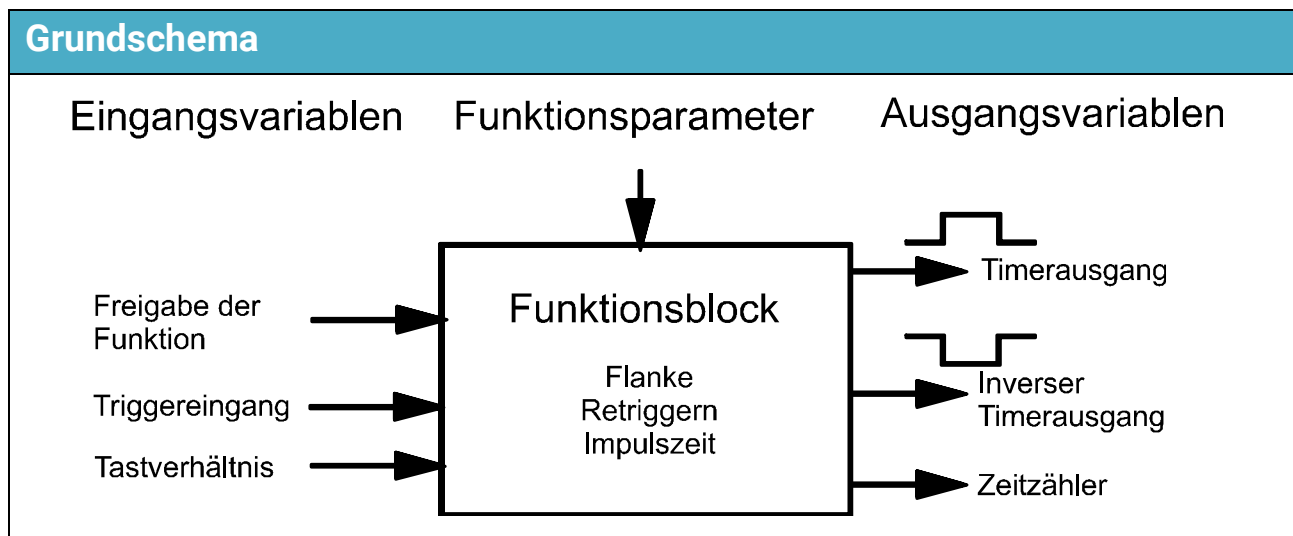 Grundschema
Eingangsvariablen Funktionsparameter Ausgangsvariablen
Freigabe der
Funktion
Triggereingang
Tastverhältnis
Funktionsblock
Flanke
Retriggern
Impulszeit
Timerausgang
Inverser
Timerausgang
Zeitzähler